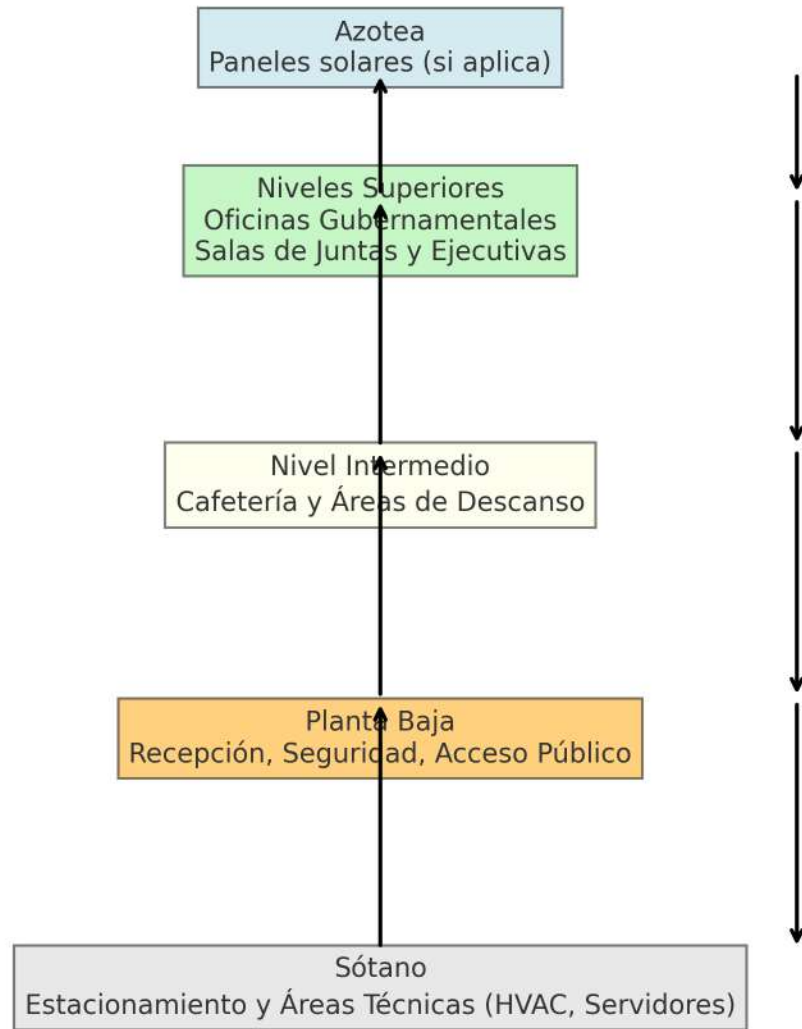 Azotea
Paneles solares (si aplica)
Niveles Superiores
Oficinas Gubernamentales
Salas de Juntas y Ejecutivas
Nivel Intermedio
Cafetería y Áreas de Descanso
Planta Baja
Recepción, Seguridad, Acceso Público
Sótano
Estacionamiento y Áreas Técnicas (HVAC, Servidores)